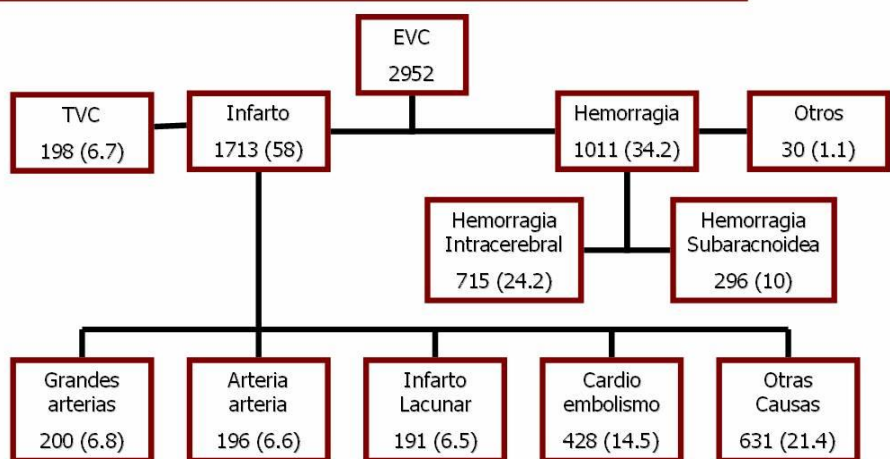 EVC
2952
TVC
198 (6.7)
Infarto
1713 (58)
Hemorragia
1011 (34.2)
Otros
30 (1.1)
Hemorragia
Intracerebral
715 (24.2)
Hemorragia
Subaracnoidea
296 (10)
Grandes
arterias
200 (6.8)
Arteria
arteria
196 (6.6)
Infarto
Lacunar
191 (6.5)
Cardio
embolismo
428 (14.5)
Otras
Causas
631 (21.4)